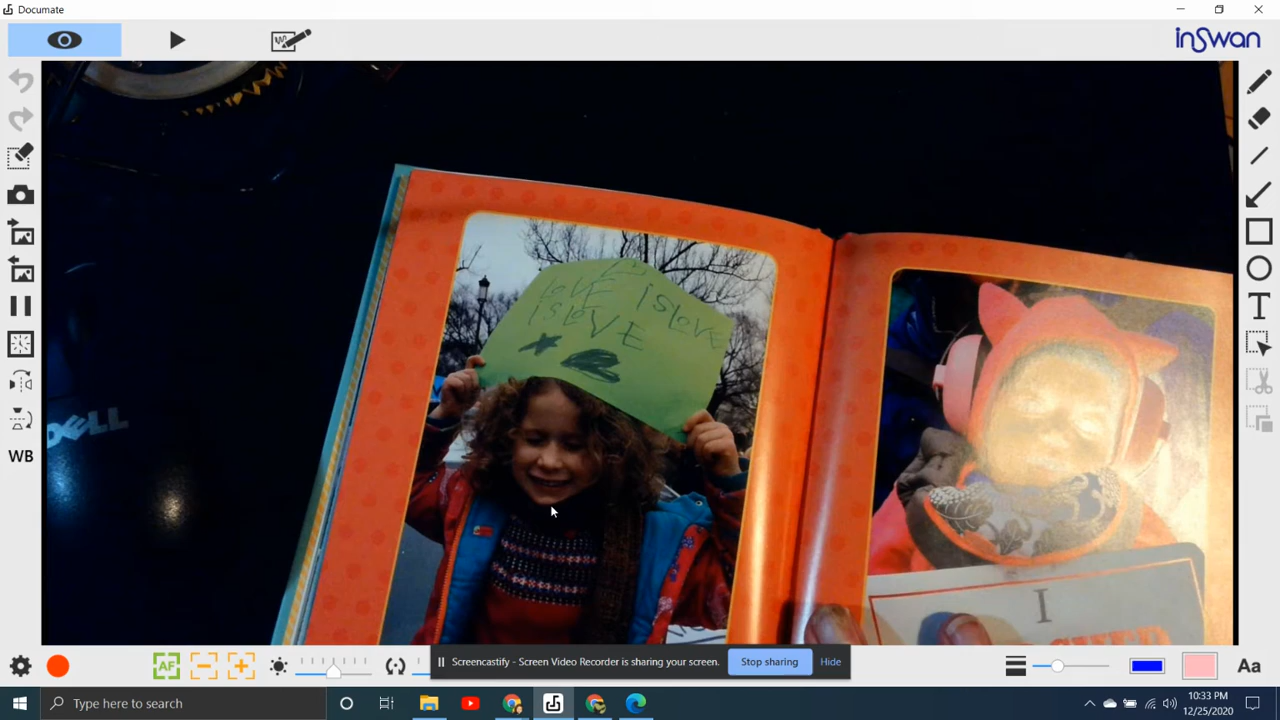 Documate
inSwan
LOVE
IS LOVE
IS LOVE
DELL
I
T
WB
AF
Screencastify - Screen Video Recorder is sharing your screen.
Stop sharing
Hide
Aa
Type here to search
10:33 PM
12/25/2020